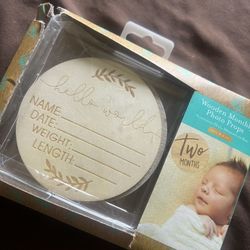 hello world
NAME:
DATE:
WEIGHT:
LENGTH:
Wooden Monthly
Photo Props
two
MONTHS